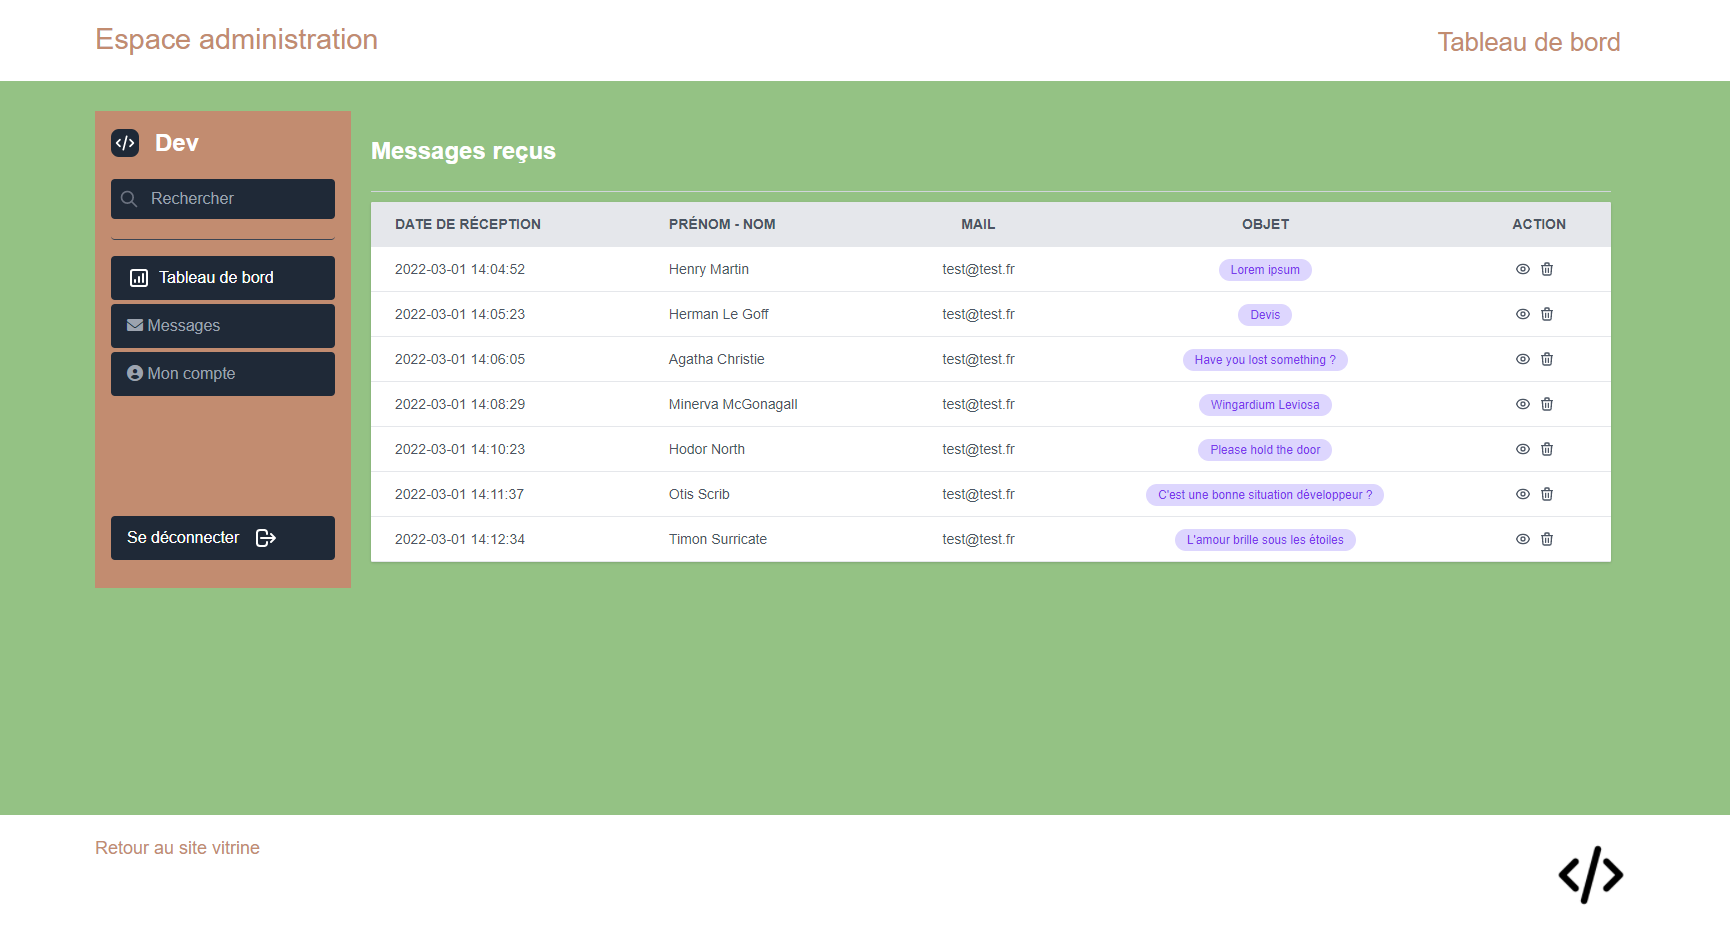 Espace administration
Tableau de bord
Dev
Rechercher
Tableau de bord
Messages
Mon compte
Se déconnecter
Messages reçus
DATE DE RÉCEPTION PRÉNOM - NOM MAIL OBJET ACTION
2022-03-01 14:04:52 Henry Martin test@test.fr Lorem ipsum
2022-03-01 14:05:23 Herman Le Goff test@test.fr Devis
2022-03-01 14:06:05 Agatha Christie test@test.fr Have you lost something ?
2022-03-01 14:08:29 Minerva McGonagall test@test.fr Wingardium Leviosa
2022-03-01 14:10:23 Hodor North test@test.fr Please hold the door
2022-03-01 14:11:37 Otis Scrib test@test.fr C'est une bonne situation développeur ?
2022-03-01 14:12:34 Timon Surricate test@test.fr L'amour brille sous les étoiles
Retour au site vitrine